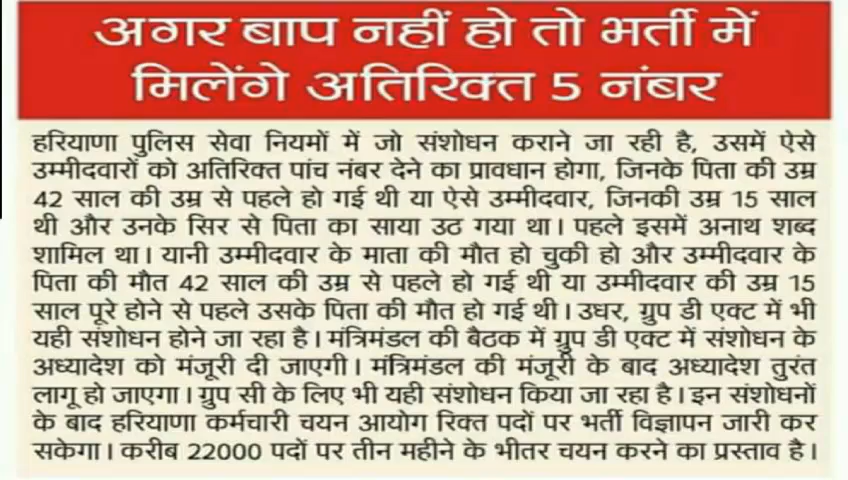 अगर बाप नहीं हो तो भर्ती में
मिलेंगे अतिरिक्त 5 नंबर
हरियाणा पुलिस सेवा नियमों में जो संशोधन कराने जा रही है, उसमें ऐसे
उम्मीदवारों को अतिरिक्त पांच नंबर देने का प्रावधान होगा, जिनके पिता की उम्र
42 साल की उम्र से पहले हो गई थी या ऐसे उम्मीदवार, जिनकी उम्र 15 साल
थी और उनके सिर से पिता का साया उठ गया था। पहले इसमें अनाथ शब्द
शामिल था। यानी उम्मीदवार के माता की मौत हो चुकी हो और उम्मीदवार के
पिता की मौत 42 साल की उम्र से पहले हो गई थी या उम्मीदवार की उम्र 15
साल पूरे होने से पहले उसके पिता की मौत हो गई थी। उधर, ग्रुप डी एक्ट में भी
यही संशोधन होने जा रहा है। मंत्रिमंडल की बैठक में ग्रुप डी एक्ट में संशोधन के
अध्यादेश को मंजूरी दी जाएगी। मंत्रिमंडल की मंजूरी के बाद अध्यादेश तुरंत
लागू हो जाएगा। ग्रुप सी के लिए भी यही संशोधन किया जा रहा है। इन संशोधनों
के बाद हरियाणा कर्मचारी चयन आयोग रिक्त पदों पर भर्ती विज्ञापन जारी कर
सकेगा। करीब 22000 पदों पर तीन महीने के भीतर चयन करने का प्रस्ताव है।